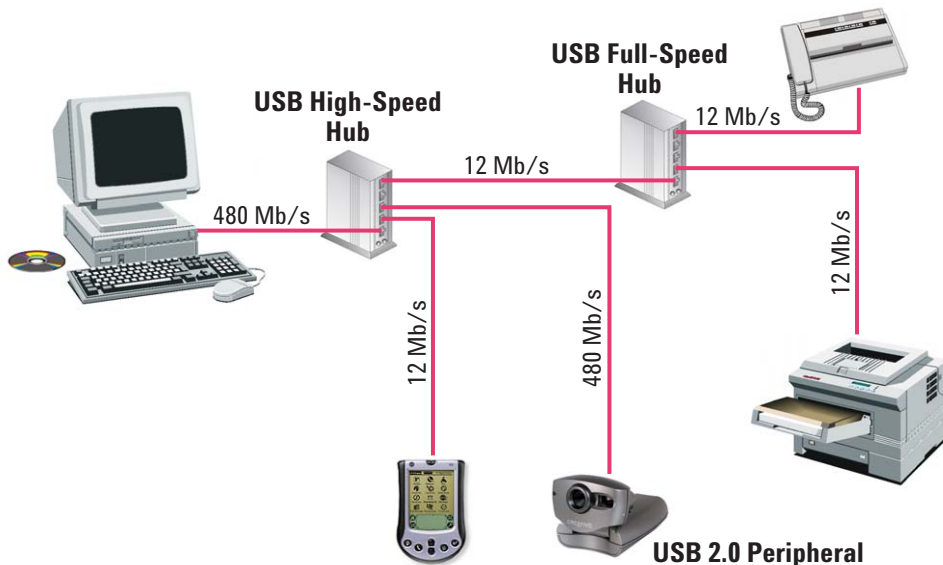 USB Full-Speed
Hub
USB High-Speed
Hub
12 Mb/s
12 Mb/s
480 Mb/s
12 Mb/s
480 Mb/s
12 Mb/s
USB 2.0 Peripheral